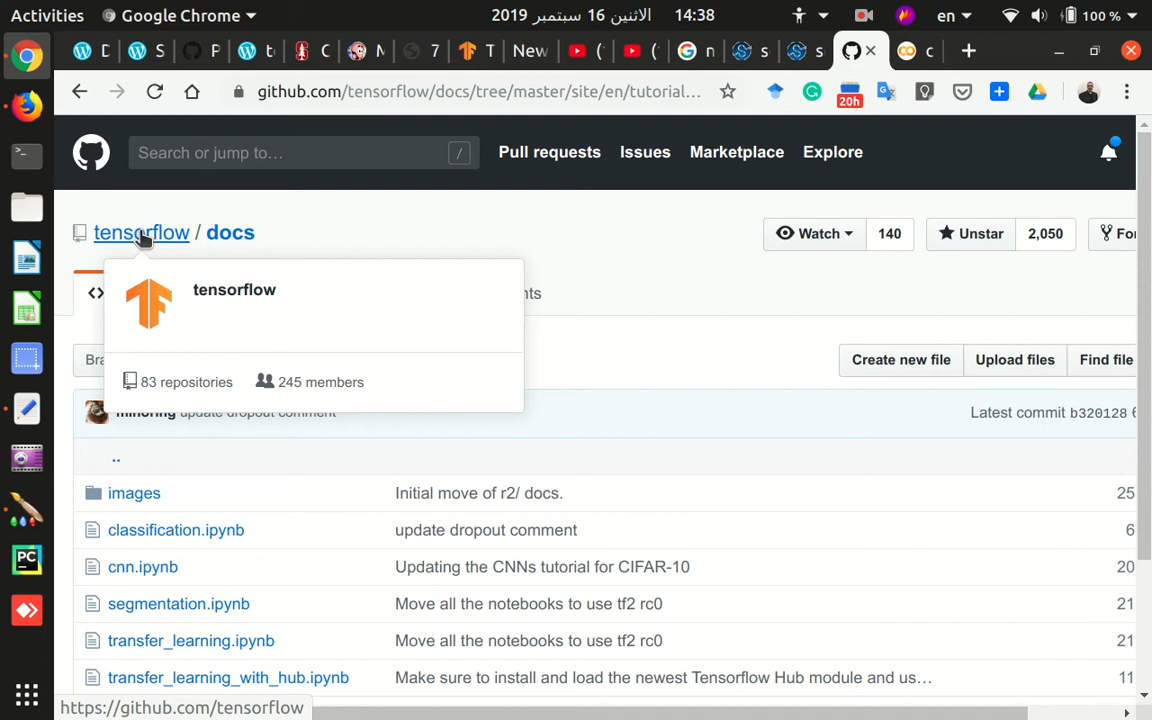 Activities Google Chrome 2019 الاثنين 16 سبتمبر 14:38 en 100 %
D S P t C M 7 T New ( ( G n s s c
github.com/tensorflow/docs/tree/master/site/en/tutorial... 20h
Search or jump to... / Pull requests Issues Marketplace Explore
tensorflow / docs Watch 140 Unstar 2,050 For
tensorflow
nts
Bra Create new file Upload files Find file
83 repositories 245 members
update dropout comment Latest commit b320128 6
..
images Initial move of r2/ docs. 25
classification.ipynb update dropout comment 6
cnn.ipynb Updating the CNNs tutorial for CIFAR-10 20
segmentation.ipynb Move all the notebooks to use tf2 rc0 21
transfer_learning.ipynb Move all the notebooks to use tf2 rc0 21
transfer_learning_with_hub.ipynb Make sure to install and load the newest Tensorflow Hub module and us... 11
https://github.com/tensorflow